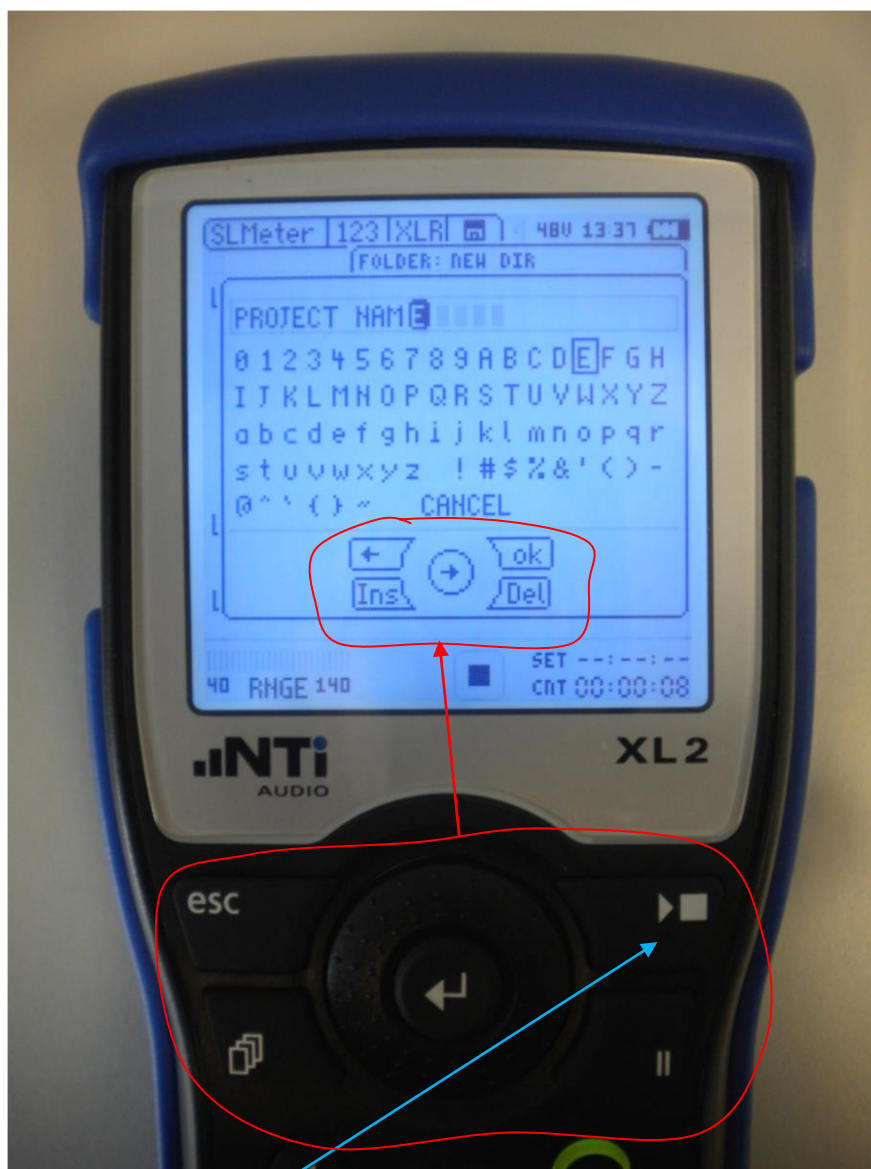 SLMeter 123 XLR 48V 13:37
FOLDER: NEW DIR
PROJECT NAME
0 1 2 3 4 5 6 7 8 9 A B C D E F G H
I J K L M N O P Q R S T U V W X Y Z
a b c d e f g h i j k l m n o p q r
s t u v w x y z ! # $ % & ' ( ) -
@ ^ ` { } ~ CANCEL
← ok
→
Ins Del
SET --:--:--
40 RNGE 140 CNT 00:00:08
NTi XL2
AUDIO
esc